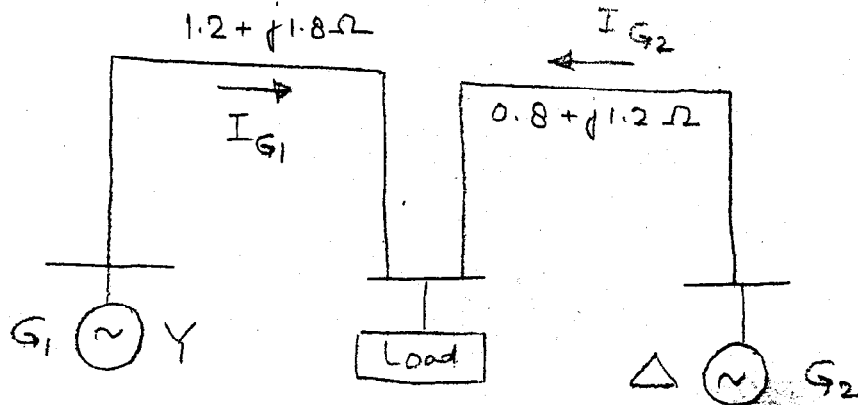 1.2 + j1.8 Ω
I G2
I G1
0.8 + j1.2 Ω
G1 ~ Y
Load
Δ ~ G2